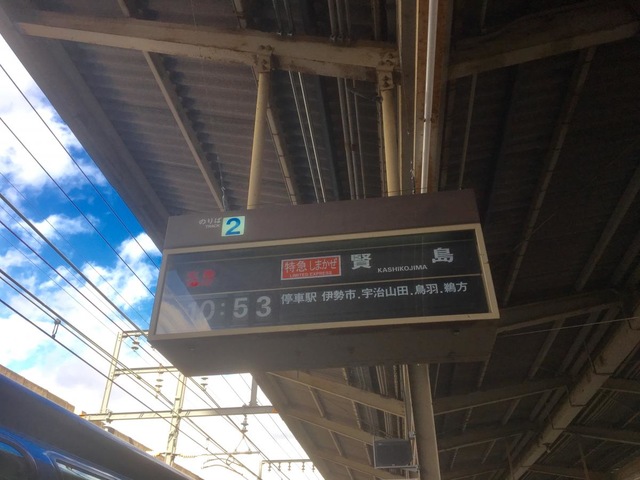 のりば 2
TRACK
特急 しまかぜ 賢島
LIMITED EXPRESS KASHIKOJIMA
10:53 停車駅 伊勢市、宇治山田、鳥羽、鵜方